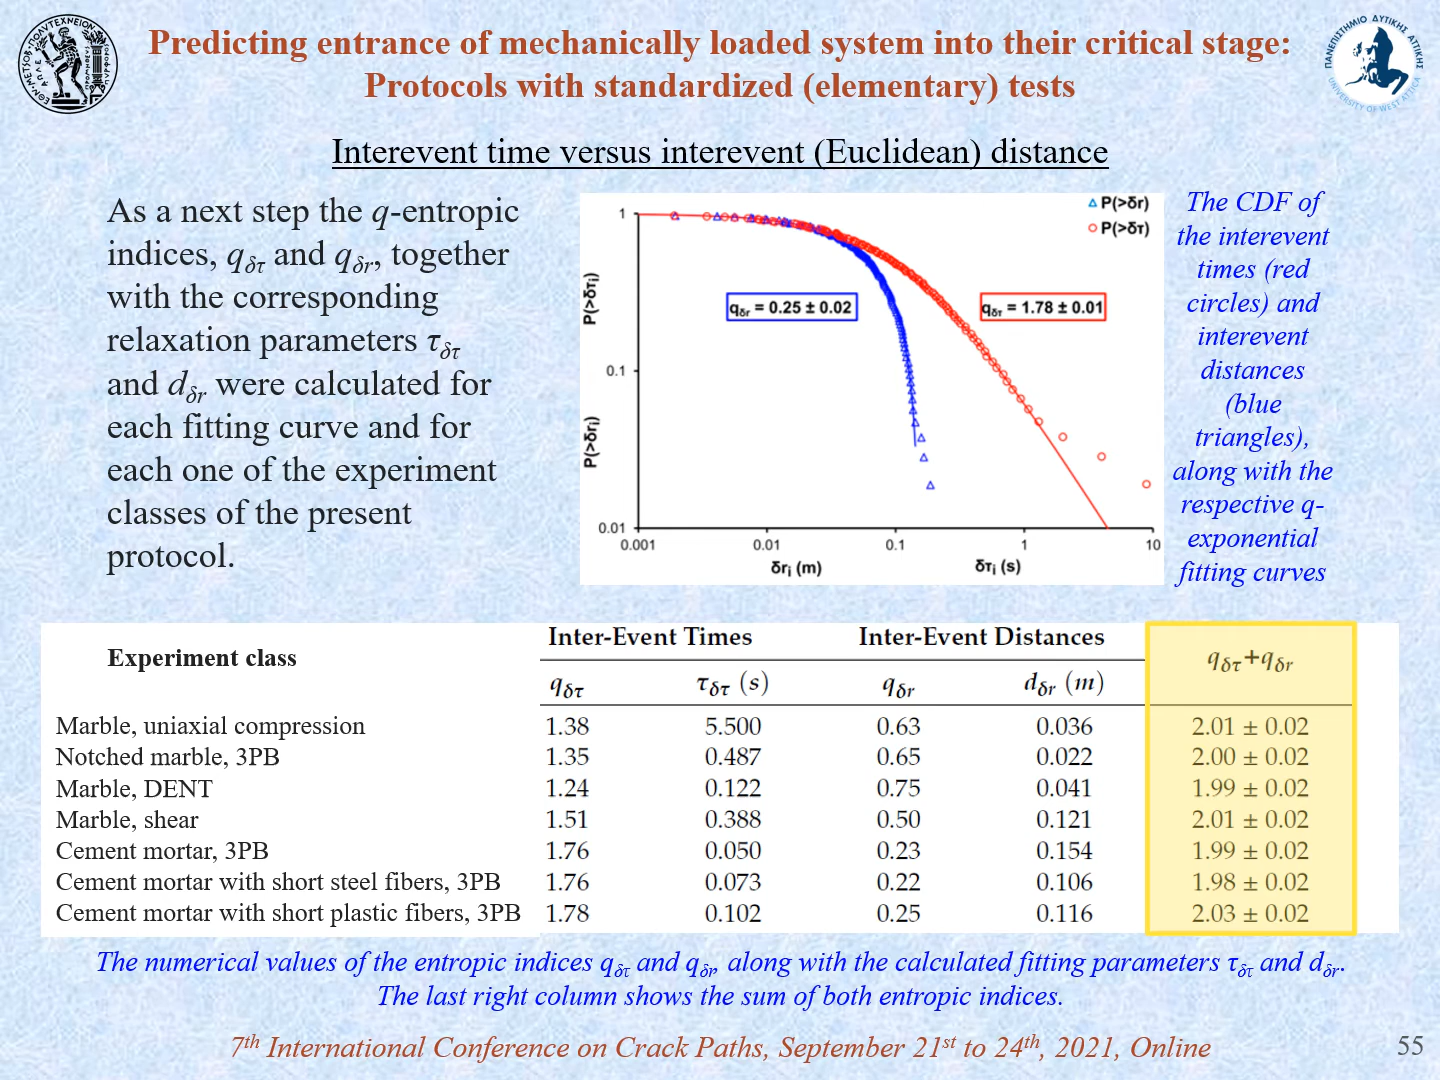 Predicting entrance of mechanically loaded system into their critical stage:
Protocols with standardized (elementary) tests
ΠΑΝΕΠΙΣΤΗΜΙΟ ΔΥΤΙΚΗΣ ΑΤΤΙΚΗΣ
UNIVERSITY OF WEST ATTICA
Interevent time versus interevent (Euclidean) distance
As a next step the q-entropic
indices, qδτ and qδr, together
with the corresponding
relaxation parameters τδτ
and dδr were calculated for
each fitting curve and for
each one of the experiment
classes of the present
protocol.
P(>δr)
P(>δτ)
P(>δτi)
P(>δri)
qδr = 0.25 ± 0.02
qδτ = 1.78 ± 0.01
1
0.1
0.01
0.001 0.01 0.1 1 10
δri (m) δτi (s)
The CDF of
the interevent
times (red
circles) and
interevent
distances
(blue
triangles),
along with the
respective q-
exponential
fitting curves
Experiment class Inter-Event Times Inter-Event Distances qδτ+qδr
qδτ τδτ (s) qδr dδr (m)
Marble, uniaxial compression 1.38 5.500 0.63 0.036 2.01 ± 0.02
Notched marble, 3PB 1.35 0.487 0.65 0.022 2.00 ± 0.02
Marble, DENT 1.24 0.122 0.75 0.041 1.99 ± 0.02
Marble, shear 1.51 0.388 0.50 0.121 2.01 ± 0.02
Cement mortar, 3PB 1.76 0.050 0.23 0.154 1.99 ± 0.02
Cement mortar with short steel fibers, 3PB 1.76 0.073 0.22 0.106 1.98 ± 0.02
Cement mortar with short plastic fibers, 3PB 1.78 0.102 0.25 0.116 2.03 ± 0.02
The numerical values of the entropic indices qδτ and qδr, along with the calculated fitting parameters τδτ and dδr.
The last right column shows the sum of both entropic indices.
7th International Conference on Crack Paths, September 21st to 24th, 2021, Online
55